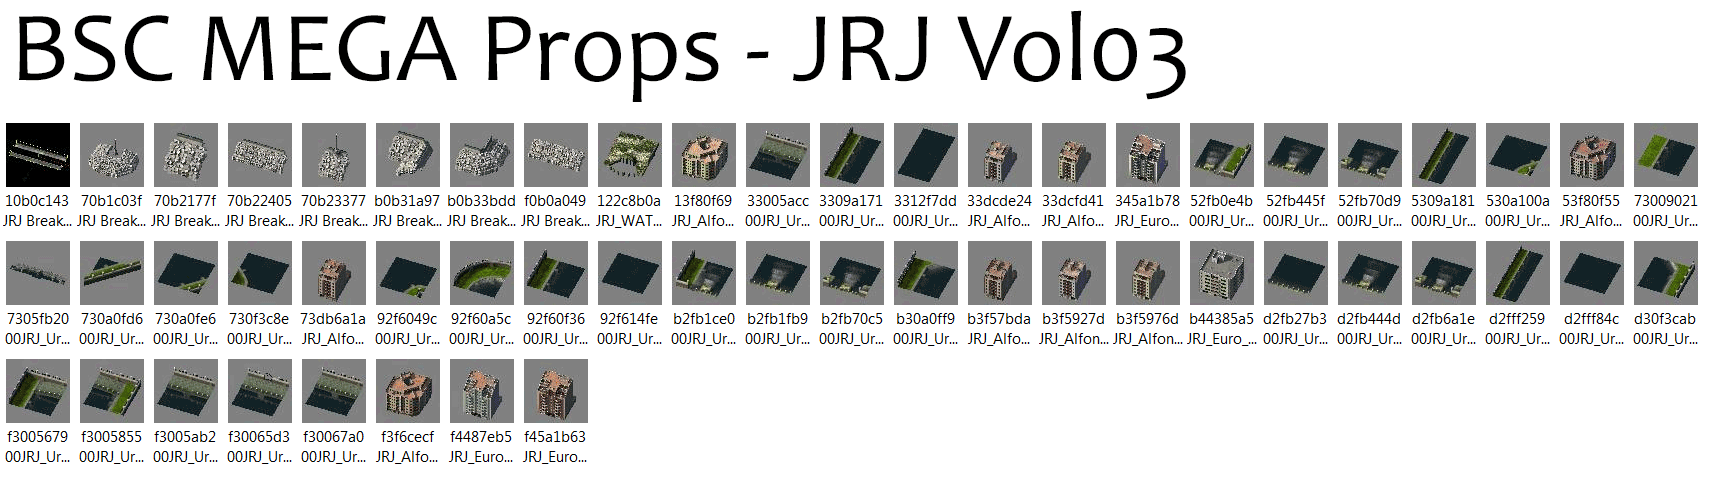 BSC MEGA Props - JRJ Vol03
10b0c143 70b1c03f 70b2177f 70b22405 70b23377 b0b31a97 b0b33bdd f0b0a049 122c8b0a 13f80f69 33005acc 3309a171 3312f7dd 33dcde24 33dcfd41 345a1b78 52fb0e4b 52fb445f 52fb70d9 5309a181 530a100a 53f80f55 73009021
JRJ Break... JRJ Break... JRJ Break... JRJ Break... JRJ Break... JRJ Break... JRJ Break... JRJ Break... JRJ_WAT... JRJ_Alfo... 00JRJ_Ur... 00JRJ_Ur... 00JRJ_Ur... JRJ_Alfo... JRJ_Alfo... JRJ_Euro... 00JRJ_Ur... 00JRJ_Ur... 00JRJ_Ur... 00JRJ_Ur... 00JRJ_Ur... JRJ_Alfo... 00JRJ_Ur...
7305fb20 730a0fd6 730a0fe6 730f3c8e 73db6a1a 92f6049c 92f60a5c 92f60f36 92f614fe b2fb1ce0 b2fb1fb9 b2fb70c5 b30a0ff9 b3f57bda b3f5927d b3f5976d b44385a5 d2fb27b3 d2fb444d d2fb6a1e d2fff259 d2fff84c d30f3cab
00JRJ_Ur... 00JRJ_Ur... 00JRJ_Ur... 00JRJ_Ur... JRJ_Alfo... 00JRJ_Ur... 00JRJ_Ur... 00JRJ_Ur... 00JRJ_Ur... 00JRJ_Ur... 00JRJ_Ur... 00JRJ_Ur... 00JRJ_Ur... JRJ_Alfo... JRJ_Alfon... JRJ_Alfon... JRJ_Euro_... 00JRJ_Ur... 00JRJ_Ur... 00JRJ_Ur... 00JRJ_Ur... 00JRJ_Ur... 00JRJ_Ur...
f3005679 f3005855 f3005ab2 f30065d3 f30067a0 f3f6cecf f4487eb5 f45a1b63
00JRJ_Ur... 00JRJ_Ur... 00JRJ_Ur... 00JRJ_Ur... 00JRJ_Ur... JRJ_Alfo... JRJ_Euro... JRJ_Euro...